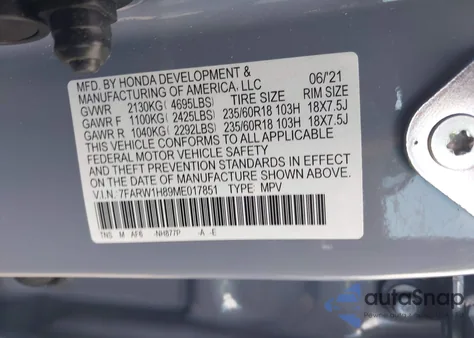 MFD. BY HONDA DEVELOPMENT &
MANUFACTURING OF AMERICA, LLC 06/'21
GVWR 2130KG( 4695LBS) TIRE SIZE RIM SIZE
GAWR F 1100KG( 2425LBS) 235/60R18 103H 18X7.5J
GAWR R 1040KG( 2292LBS) 235/60R18 103H 18X7.5J
THIS VEHICLE CONFORMS TO ALL APPLICABLE
FEDERAL MOTOR VEHICLE SAFETY
AND THEFT PREVENTION STANDARDS IN EFFECT
ON THE DATE OF MANUFACTURE SHOWN ABOVE.
V.I.N. 7FARW1H89ME017851 TYPE MPV
TNS M AF6 -NH877P -A -E
autoSnap